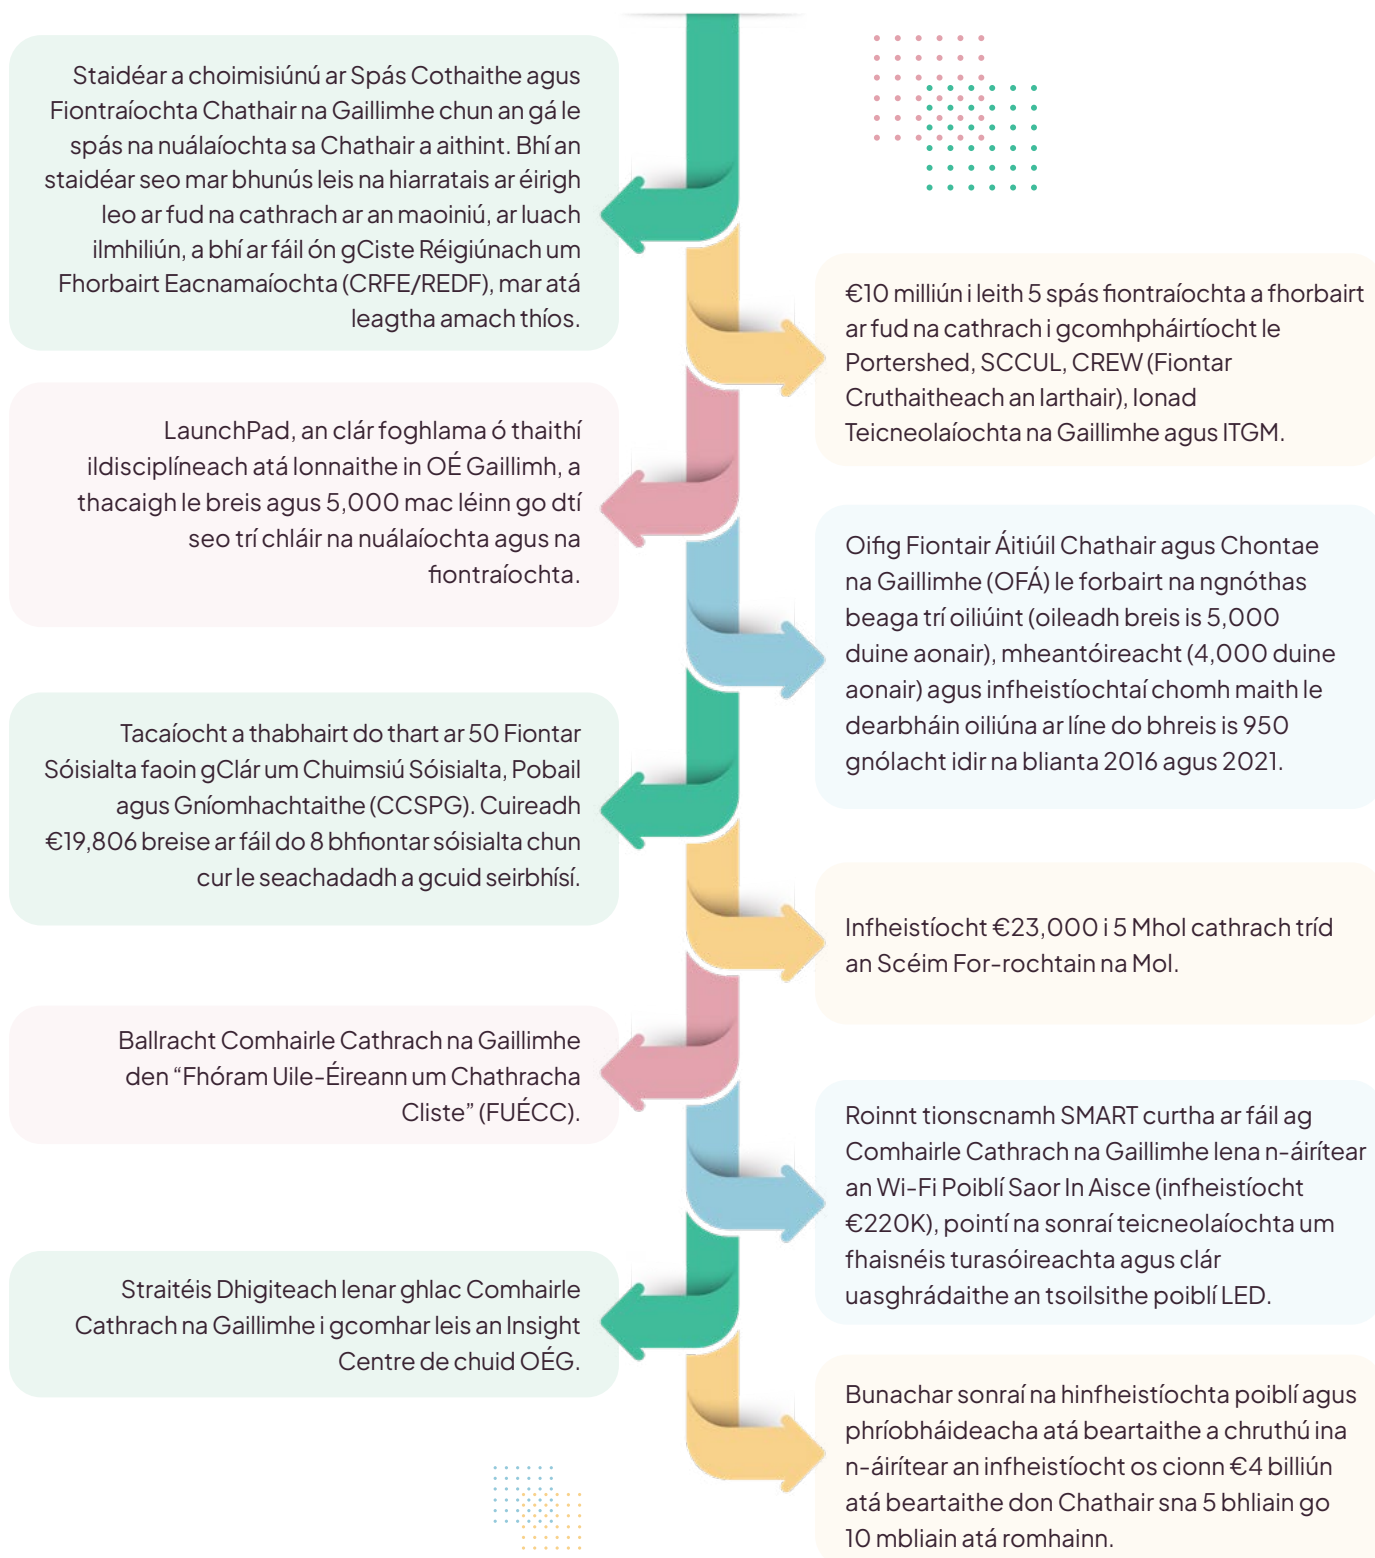 Staidéar a choimisiúnú ar Spás Cothaithe agus
Fiontraíochta Chathair na Gaillimhe chun an gá le
spás na nuálaíochta sa Chathair a aithint. Bhí an
staidéar seo mar bhunús leis na hiarratais ar éirigh
leo ar fud na cathrach ar an maoiniú, ar luach
ilmhiliún, a bhí ar fáil ón gCiste Réigiúnach um
Fhorbairt Eacnamaíochta (CRFE/REDF), mar atá
leagtha amach thíos.
€10 milliún i leith 5 spás fiontraíochta a fhorbairt
ar fud na cathrach i gcomhpháirtíocht le
Portershed, SCCUL, CREW (Fiontar
Cruthaitheach an Iarthair), Ionad
Teicneolaíochta na Gaillimhe agus ITGM.
LaunchPad, an clár foghlama ó thaithí
ildisciplíneach atá lonnaithe in OÉ Gaillimh, a
thacaigh le breis agus 5,000 mac léinn go dtí
seo trí chláir na nuálaíochta agus na
fiontraíochta.
Oifig Fiontair Áitiúil Chathair agus Chontae
na Gaillimhe (OFÁ) le forbairt na ngnóthas
beaga trí oiliúint (oileadh breis is 5,000
duine aonair), mheantóireacht (4,000 duine
aonair) agus infheistíochtaí chomh maith le
dearbháin oiliúna ar líne do bhreis is 950
gnólacht idir na blianta 2016 agus 2021.
Tacaíocht a thabhairt do thart ar 50 Fiontar
Sóisialta faoin gClár um Chuimsiú Sóisialta, Pobail
agus Gníomhachtaithe (CCSPG). Cuireadh
€19,806 breise ar fáil do 8 bhfiontar sóisialta chun
cur le seachadadh a gcuid seirbhísí.
Infheistíocht €23,000 i 5 Mhol cathrach tríd
an Scéim For-rochtain na Mol.
Ballracht Comhairle Cathrach na Gaillimhe
den “Fhóram Uile-Éireann um Chathracha
Cliste” (FUÉCC).
Roinnt tionscnamh SMART curtha ar fáil ag
Comhairle Cathrach na Gaillimhe lena n-áirítear
an Wi-Fi Poiblí Saor In Aisce (infheistíocht
€220K), pointí na sonraí teicneolaíochta um
fhaisnéis turasóireachta agus clár
uasghrádaithe an tsoilsithe poiblí LED.
Straitéis Dhigiteach lenar ghlac Comhairle
Cathrach na Gaillimhe i gcomhar leis an Insight
Centre de chuid OÉG.
Bunachar sonraí na hinfheistíochta poiblí agus
phríobháideacha atá beartaithe a chruthú ina
n-áirítear an infheistíocht os cionn €4 billiún
atá beartaithe don Chathair sna 5 bhliain go
10 mbliain atá romhainn.